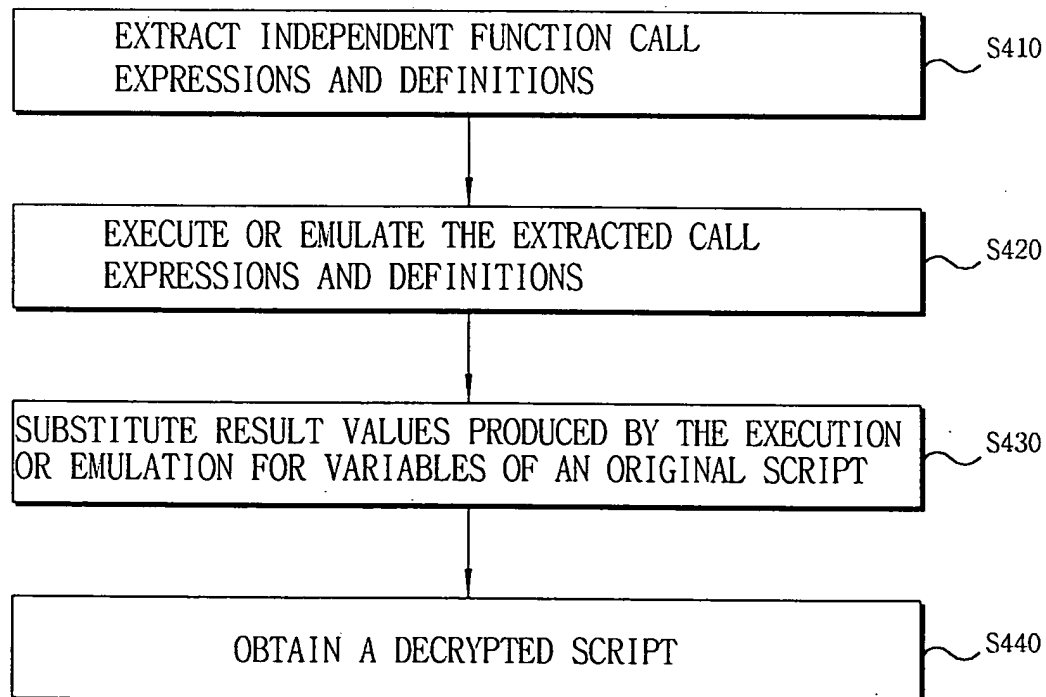 EXTRACT INDEPENDENT FUNCTION CALL
EXPRESSIONS AND DEFINITIONS
S410
EXECUTE OR EMULATE THE EXTRACTED CALL
EXPRESSIONS AND DEFINITIONS
S420
SUBSTITUTE RESULT VALUES PRODUCED BY THE EXECUTION
OR EMULATION FOR VARIABLES OF AN ORIGINAL SCRIPT
S430
OBTAIN A DECRYPTED SCRIPT
S440